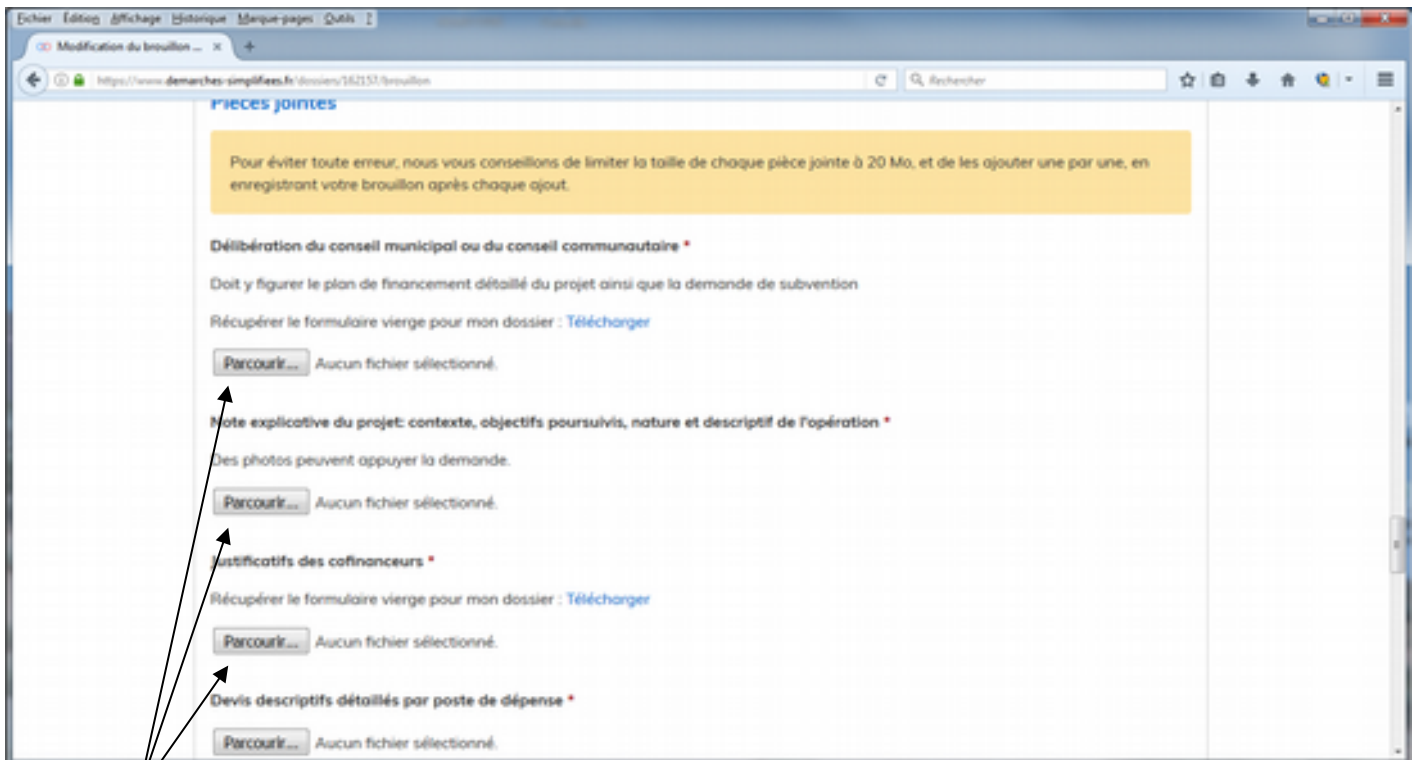 Fichier Édition Affichage Historique Marque-pages Outils ?
Modification du brouillon ... × +
https://www.demarches-simplifiees.fr/dossiers/162157/brouillon Rechercher
Pièces jointes
Pour éviter toute erreur, nous vous conseillons de limiter la taille de chaque pièce jointe à 20 Mo, et de les ajouter une par une, en
enregistrant votre brouillon après chaque ajout.
Délibération du conseil municipal ou du conseil communautaire *
Doit y figurer le plan de financement détaillé du projet ainsi que la demande de subvention
Récupérer le formulaire vierge pour mon dossier : Télécharger
Parcourir... Aucun fichier sélectionné.
Note explicative du projet: contexte, objectifs poursuivis, nature et descriptif de l'opération *
Des photos peuvent appuyer la demande.
Parcourir... Aucun fichier sélectionné.
Justificatifs des cofinanceurs *
Récupérer le formulaire vierge pour mon dossier : Télécharger
Parcourir... Aucun fichier sélectionné.
Devis descriptifs détaillés par poste de dépense *
Parcourir... Aucun fichier sélectionné.